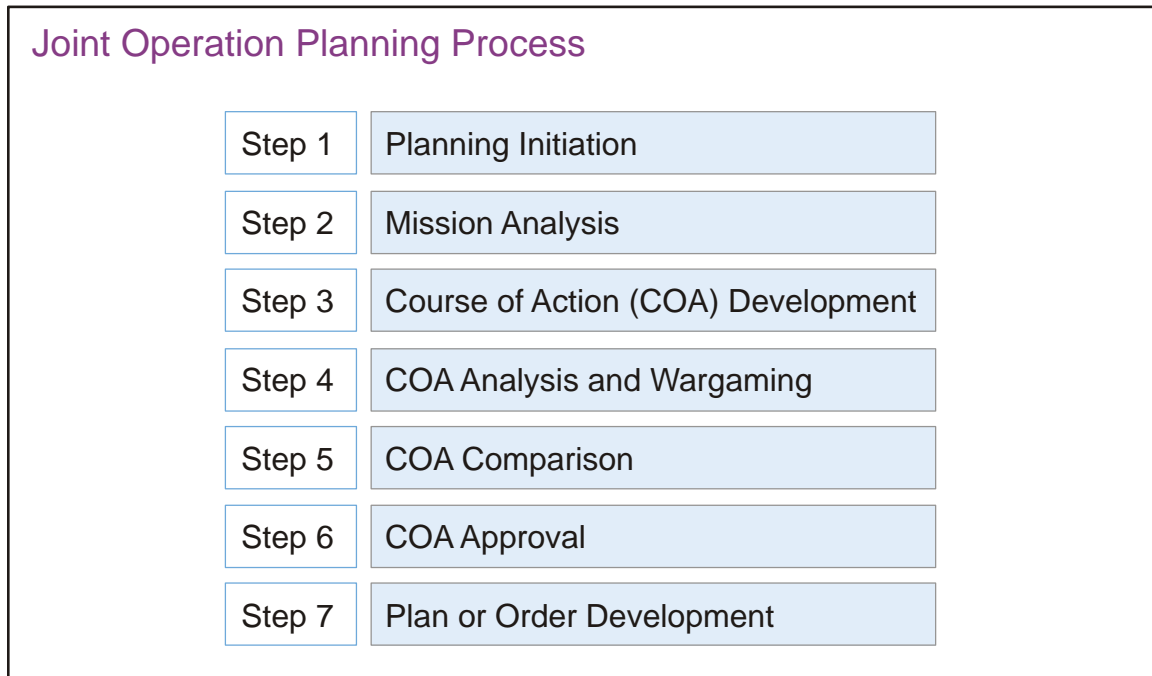 Joint Operation Planning Process
Step 1 Planning Initiation
Step 2 Mission Analysis
Step 3 Course of Action (COA) Development
Step 4 COA Analysis and Wargaming
Step 5 COA Comparison
Step 6 COA Approval
Step 7 Plan or Order Development